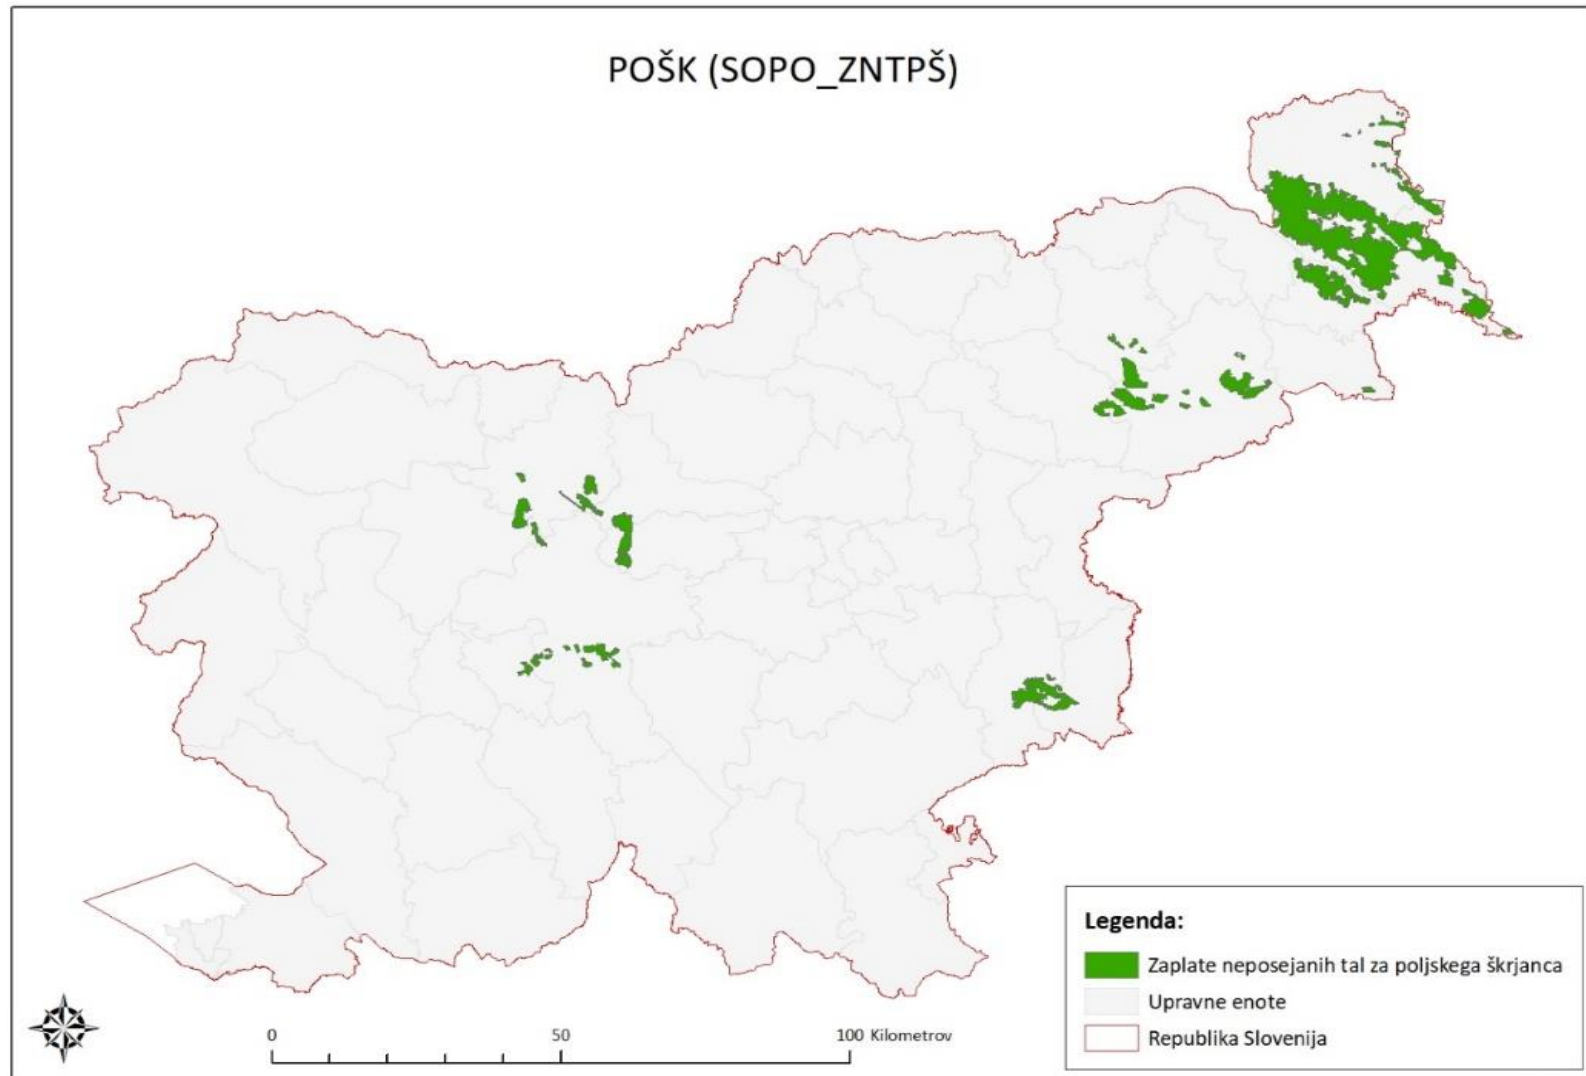 POŠK (SOPO_ZNTPŠ)
Legenda:
Zaplate neposejanih tal za poljskega škrjanca
Upravne enote
Republika Slovenija
0 50 100 Kilometrov